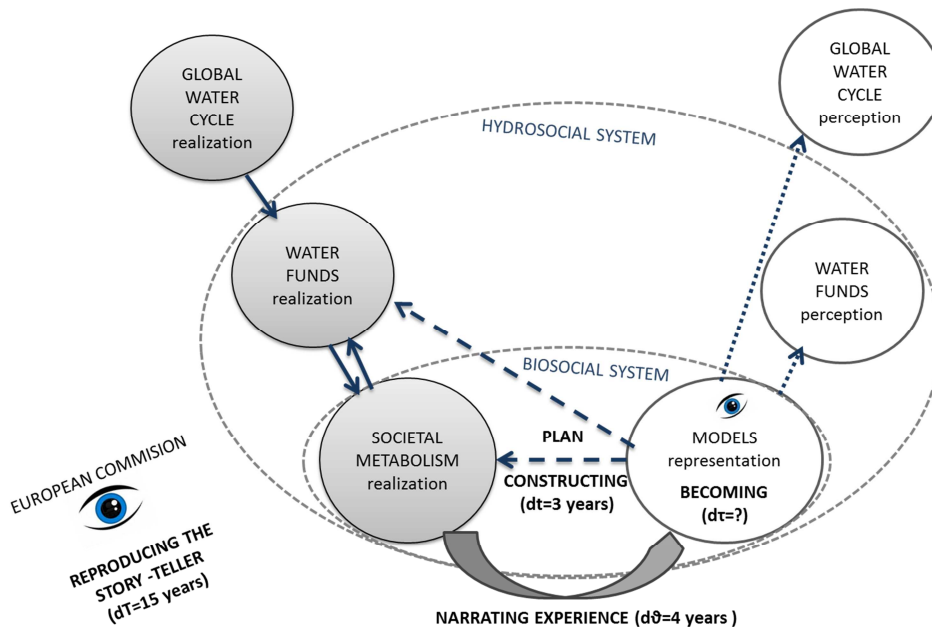 GLOBAL
WATER
CYCLE
realization
GLOBAL
WATER
CYCLE
perception
HYDROSOCIAL SYSTEM
WATER
FUNDS
realization
WATER
FUNDS
perception
BIOSOCIAL SYSTEM
SOCIETAL
METABOLISM
realization
PLAN
CONSTRUCTING
(dt=3 years)
MODELS
representation
BECOMING
(dτ=?)
EUROPEAN COMMISION
REPRODUCING THE
STORY -TELLER
(dT=15 years)
NARRATING EXPERIENCE (dθ=4 years )